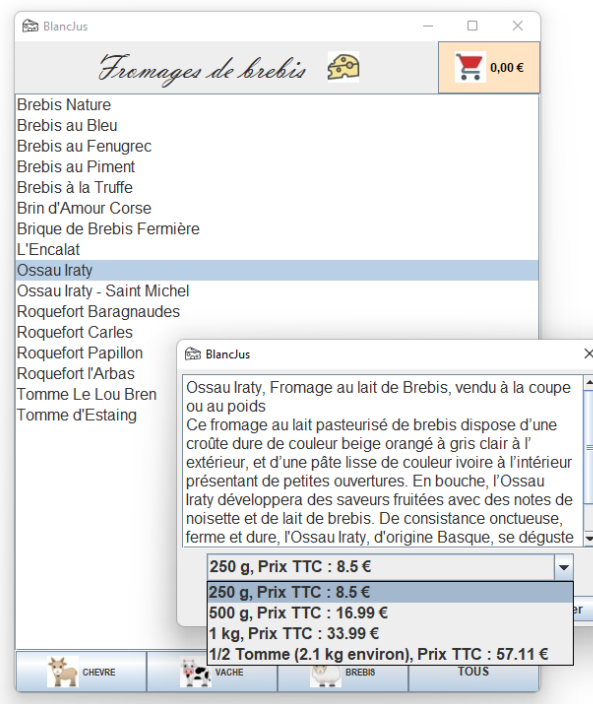 BlancJus
Fromages de brebis
0,00 €
Brebis Nature
Brebis au Bleu
Brebis au Fenugrec
Brebis au Piment
Brebis à la Truffe
Brin d'Amour Corse
Brique de Brebis Fermière
L'Encalat
Ossau Iraty
Ossau Iraty - Saint Michel
Roquefort Baragnaudes
Roquefort Carles
Roquefort Papillon
Roquefort l'Arbas
Tomme Le Lou Bren
Tomme d'Estaing
BlancJus
Ossau Iraty, Fromage au lait de Brebis, vendu à la coupe
ou au poids
Ce fromage au lait pasteurisé de brebis dispose d'une
croûte dure de couleur beige orangé à gris clair à l'
extérieur, et d'une pâte lisse de couleur ivoire à l'intérieur
présentant de petites ouvertures. En bouche, l'Ossau
Iraty développera des saveurs fruitées avec des notes de
noisette et de lait de brebis. De consistance onctueuse,
ferme et dure, l'Ossau Iraty, d'origine Basque, se déguste
250 g, Prix TTC : 8.5 €
250 g, Prix TTC : 8.5 €
500 g, Prix TTC : 16.99 €
1 kg, Prix TTC : 33.99 €
1/2 Tomme (2.1 kg environ), Prix TTC : 57.11 €
er
CHEVRE
VACHE
BREBIS
TOUS